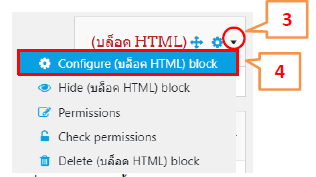 3
(บล็อค HTML)
Configure (บล็อค HTML) block
4
Hide (บล็อค HTML) block
Permissions
Check permissions
Delete (บล็อค HTML) block